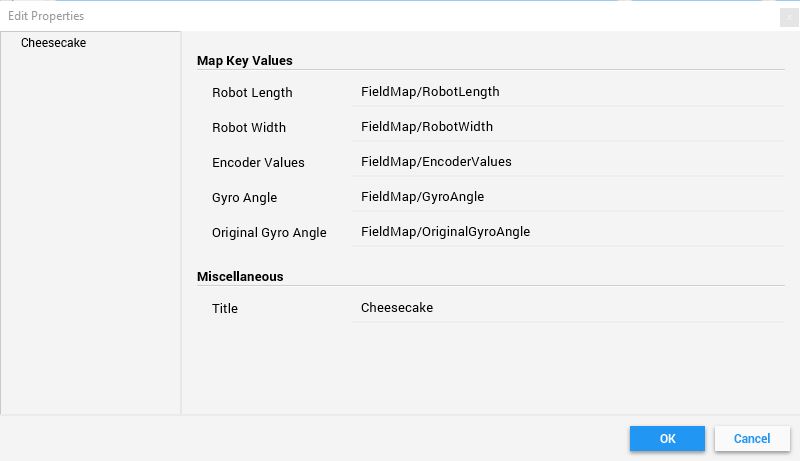 Edit Properties
x
Cheesecake
Map Key Values
Robot Length FieldMap/RobotLength
Robot Width FieldMap/RobotWidth
Encoder Values FieldMap/EncoderValues
Gyro Angle FieldMap/GyroAngle
Original Gyro Angle FieldMap/OriginalGyroAngle
Miscellaneous
Title Cheesecake
OK Cancel